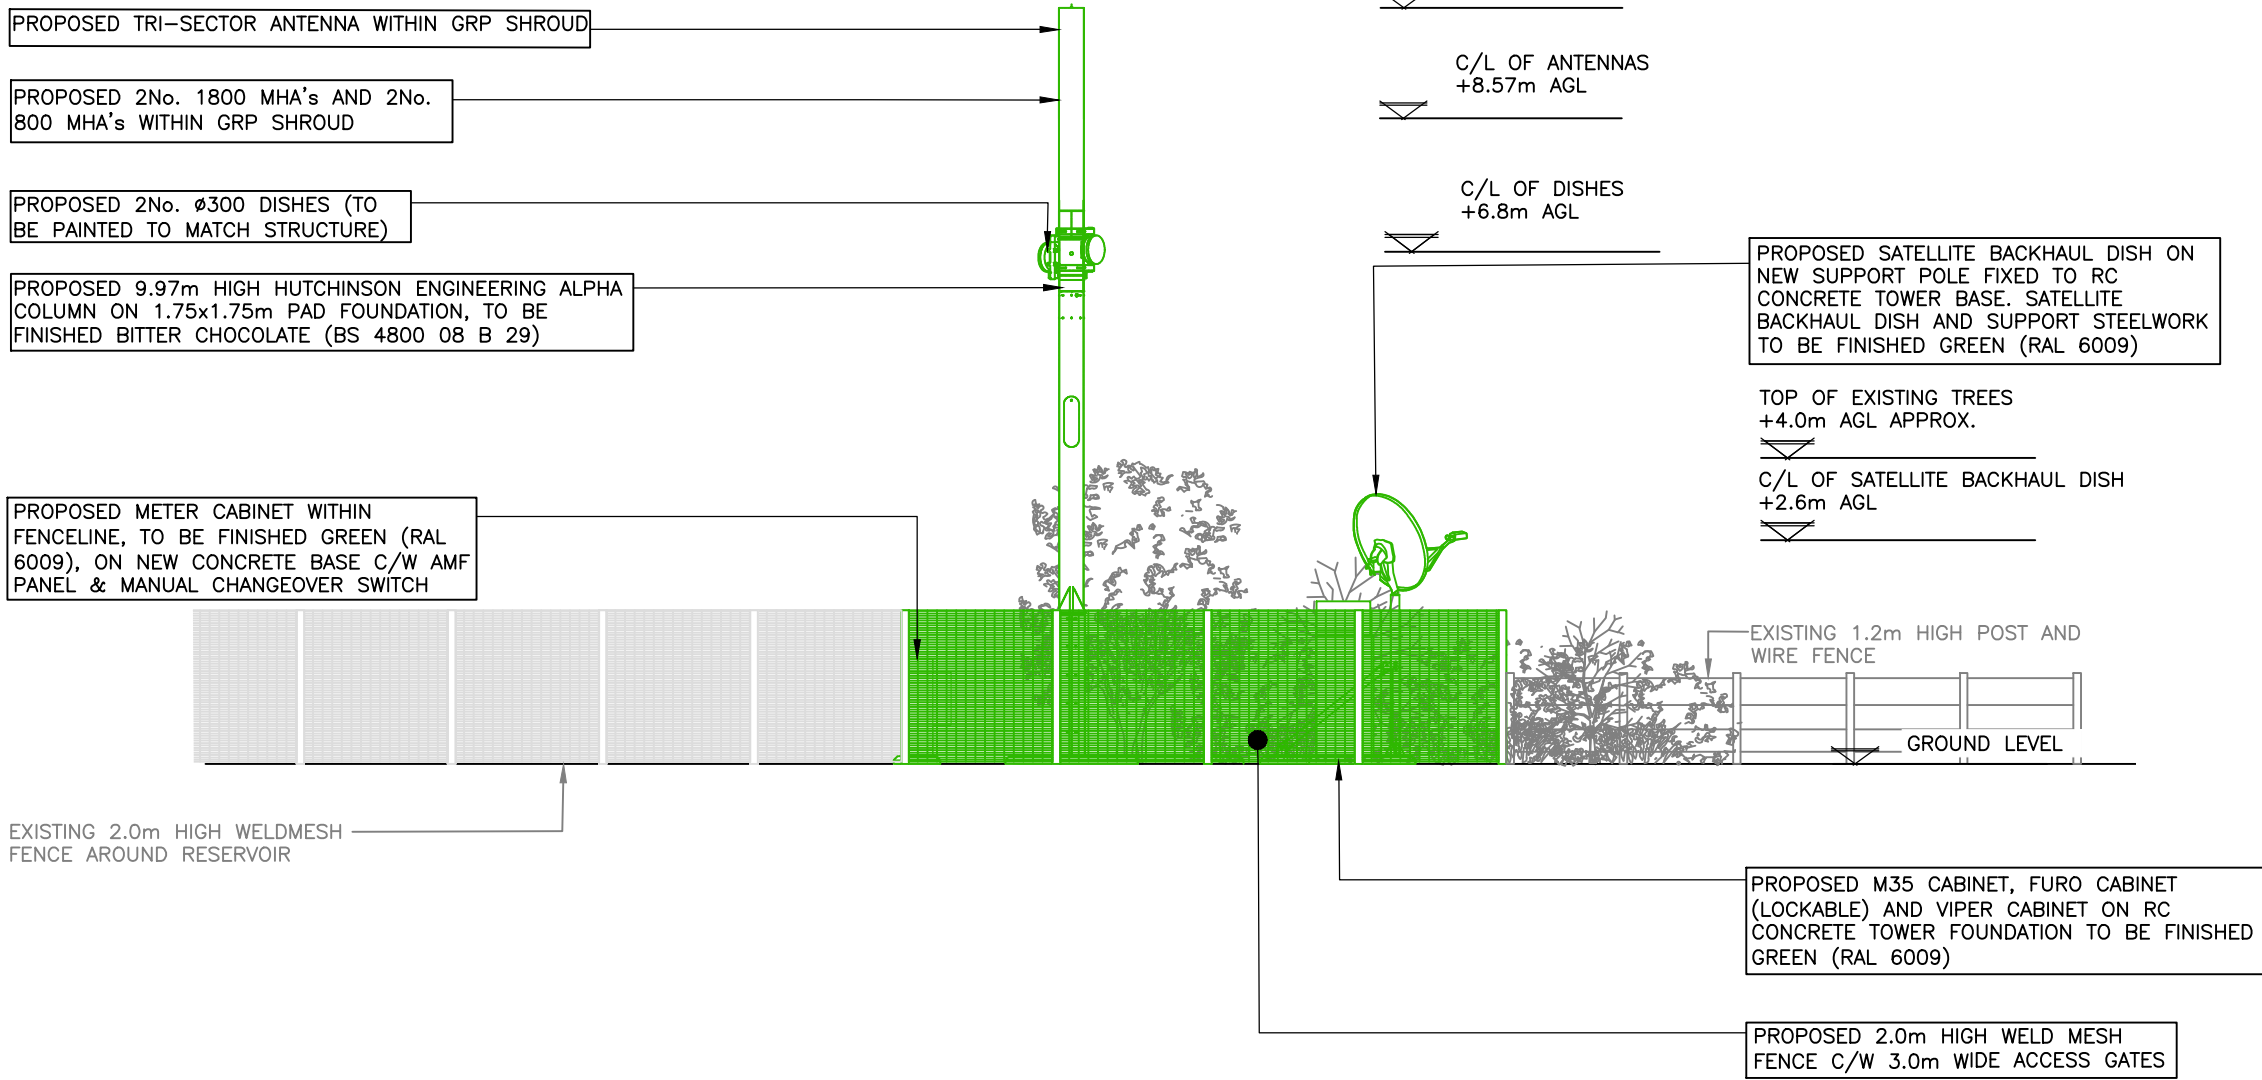 PROPOSED TRI-SECTOR ANTENNA WITHIN GRP SHROUD
PROPOSED 2No. 1800 MHA's AND 2No.
800 MHA's WITHIN GRP SHROUD
PROPOSED 2No. ø300 DISHES (TO
BE PAINTED TO MATCH STRUCTURE)
PROPOSED 9.97m HIGH HUTCHINSON ENGINEERING ALPHA
COLUMN ON 1.75x1.75m PAD FOUNDATION, TO BE
FINISHED BITTER CHOCOLATE (BS 4800 08 B 29)
PROPOSED METER CABINET WITHIN
FENCELINE, TO BE FINISHED GREEN (RAL
6009), ON NEW CONCRETE BASE C/W AMF
PANEL & MANUAL CHANGEOVER SWITCH
EXISTING 2.0m HIGH WELDMESH
FENCE AROUND RESERVOIR
C/L OF ANTENNAS
+8.57m AGL
C/L OF DISHES
+6.8m AGL
PROPOSED SATELLITE BACKHAUL DISH ON
NEW SUPPORT POLE FIXED TO RC
CONCRETE TOWER BASE. SATELLITE
BACKHAUL DISH AND SUPPORT STEELWORK
TO BE FINISHED GREEN (RAL 6009)
TOP OF EXISTING TREES
+4.0m AGL APPROX.
C/L OF SATELLITE BACKHAUL DISH
+2.6m AGL
EXISTING 1.2m HIGH POST AND
WIRE FENCE
GROUND LEVEL
PROPOSED M35 CABINET, FURO CABINET
(LOCKABLE) AND VIPER CABINET ON RC
CONCRETE TOWER FOUNDATION TO BE FINISHED
GREEN (RAL 6009)
PROPOSED 2.0m HIGH WELD MESH
FENCE C/W 3.0m WIDE ACCESS GATES